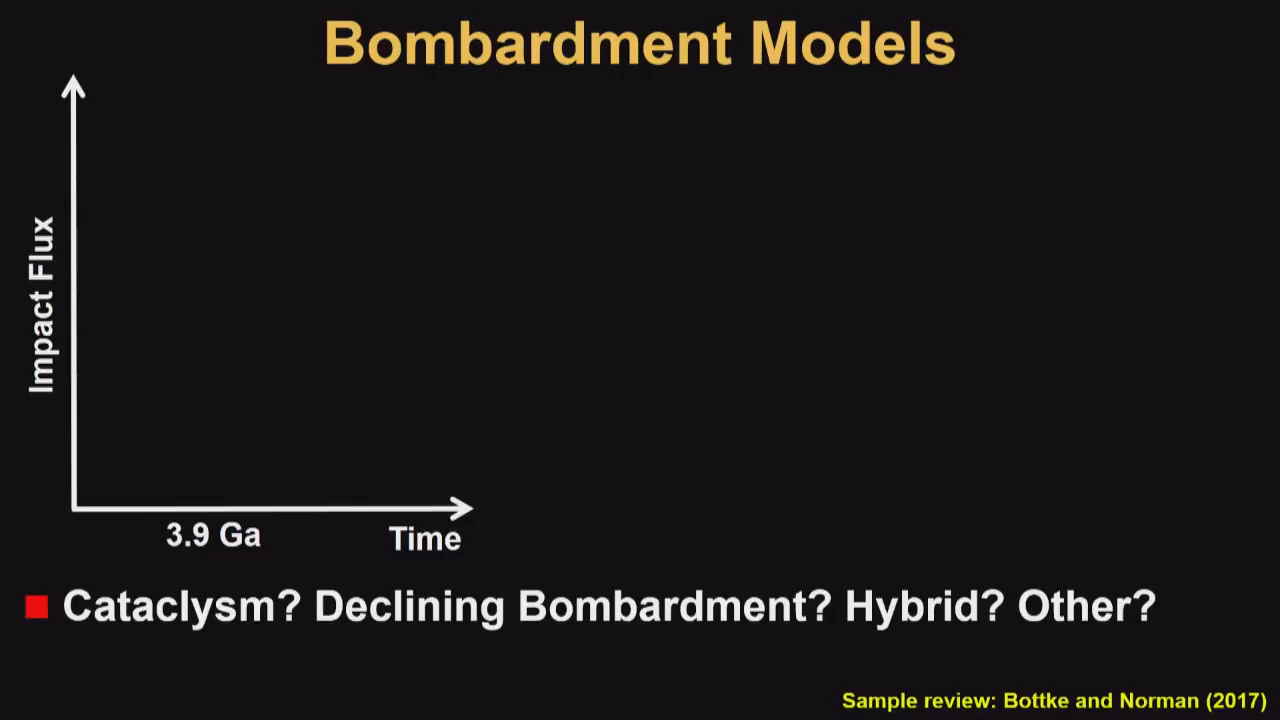 Bombardment Models
Impact Flux
3.9 Ga
Time
Cataclysm? Declining Bombardment? Hybrid? Other?
Sample review: Bottke and Norman (2017)